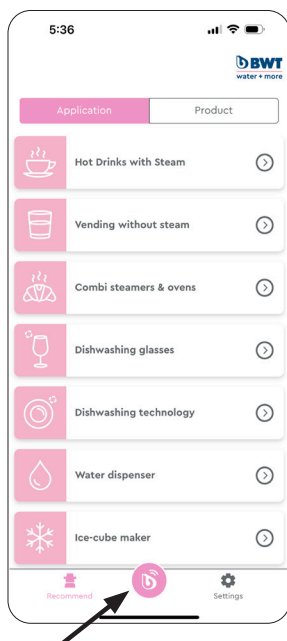 5:36
BWT
water + more
Application Product
Hot Drinks with Steam
Vending without steam
Combi steamers & ovens
Dishwashing glasses
Dishwashing technology
Water dispenser
Ice-cube maker
Recommend Settings